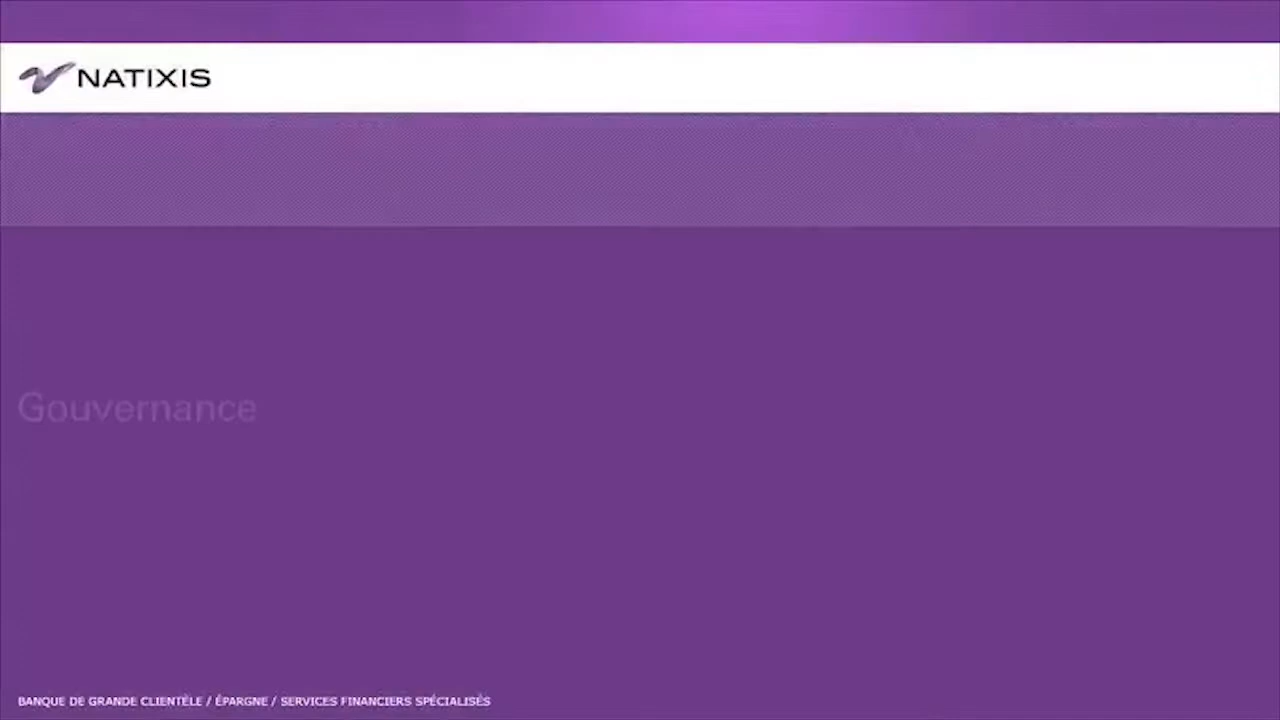 NATIXIS
Gouvernance
BANQUE DE GRANDE CLIENTÈLE / ÉPARGNE / SERVICES FINANCIERS SPÉCIALISÉS